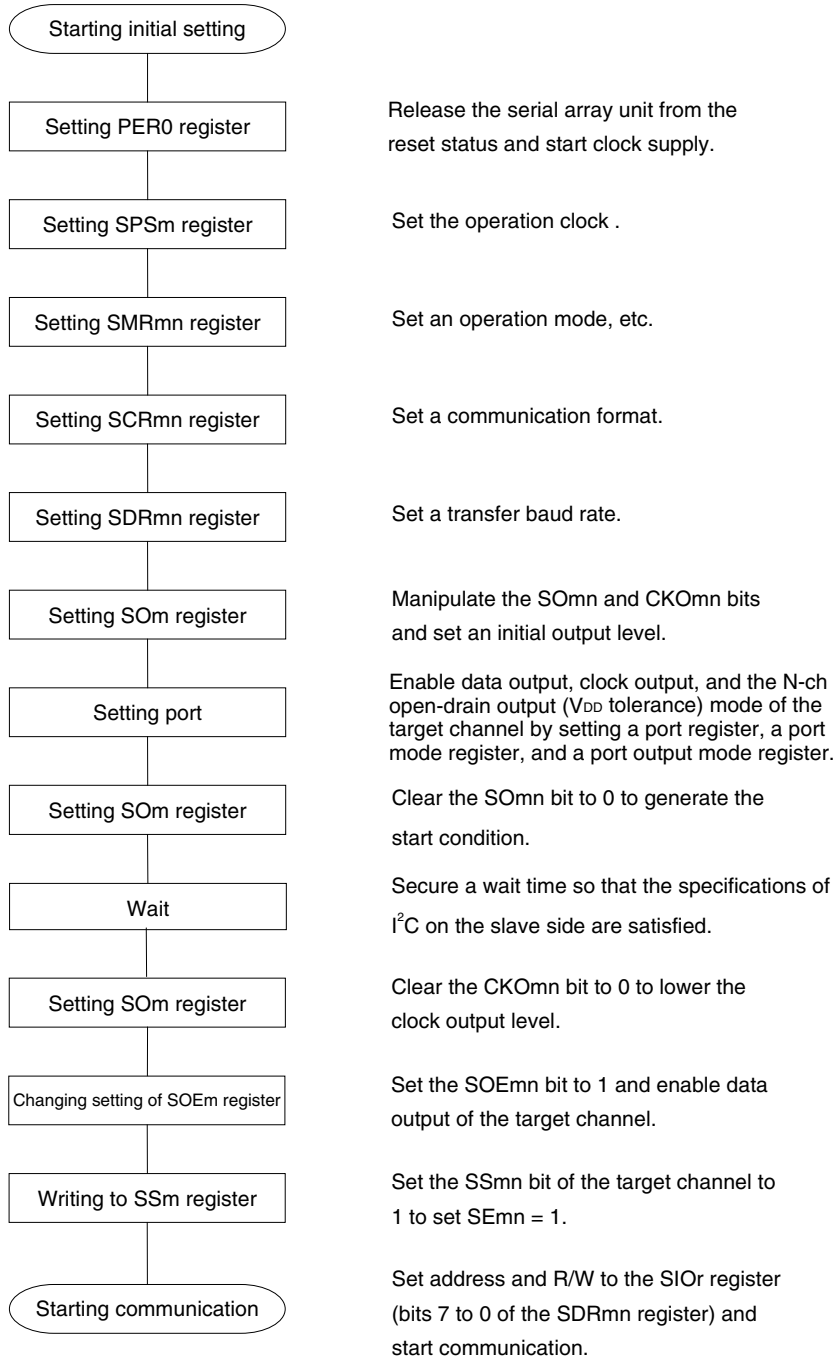 Starting initial setting
Setting PER0 register
Release the serial array unit from the
reset status and start clock supply.
Setting SPSm register
Set the operation clock .
Setting SMRmn register
Set an operation mode, etc.
Setting SCRmn register
Set a communication format.
Setting SDRmn register
Set a transfer baud rate.
Setting SOm register
Manipulate the SOmn and CKOmn bits
and set an initial output level.
Setting port
Enable data output, clock output, and the N-ch
open-drain output (VDD tolerance) mode of the
target channel by setting a port register, a port
mode register, and a port output mode register.
Setting SOm register
Clear the SOmn bit to 0 to generate the
start condition.
Wait
Secure a wait time so that the specifications of
I²C on the slave side are satisfied.
Setting SOm register
Clear the CKOmn bit to 0 to lower the
clock output level.
Changing setting of SOEm register
Set the SOEmn bit to 1 and enable data
output of the target channel.
Writing to SSm register
Set the SSmn bit of the target channel to
1 to set SEmn = 1.
Starting communication
Set address and R/W to the SIOr register
(bits 7 to 0 of the SDRmn register) and
start communication.